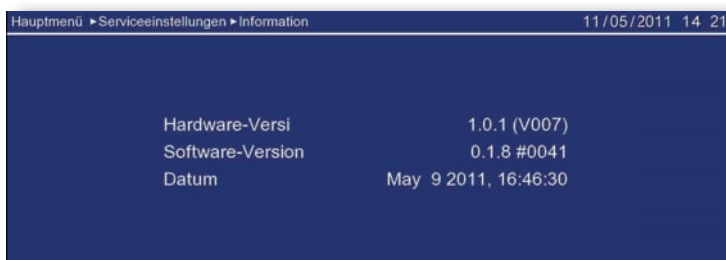 Hauptmenü ►Serviceeinstellungen►Information 11/05/2011 14 21
Hardware-Versi 1.0.1 (V007)
Software-Version 0.1.8 #0041
Datum May 9 2011, 16:46:30